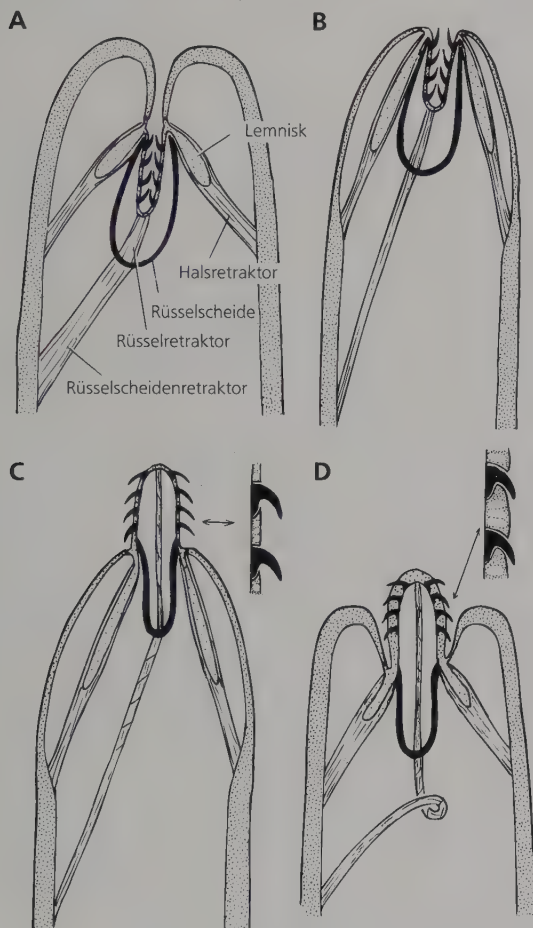 A
B
Lemnisk
Halsretraktor
Rüsselscheide
Rüsselretraktor
Rüsselscheidenretraktor
C
D